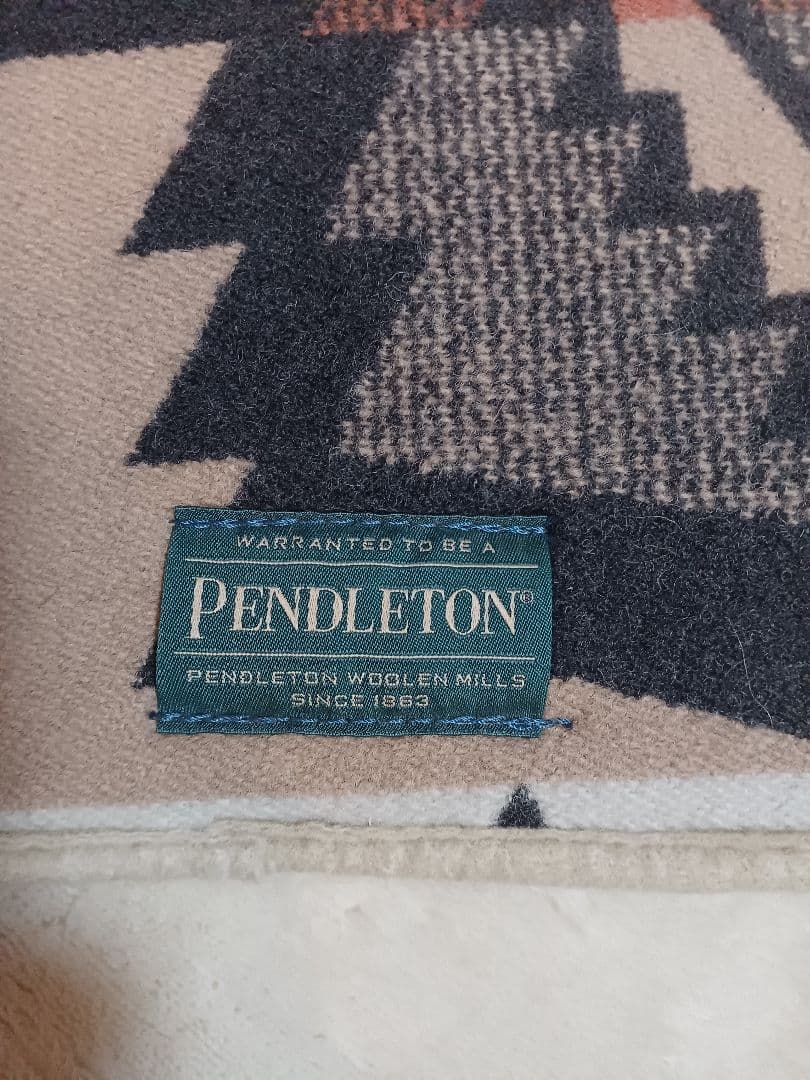 WARRANTED TO BE A
PENDLETON®
PENDLETON WOOLEN MILLS
SINCE 1863